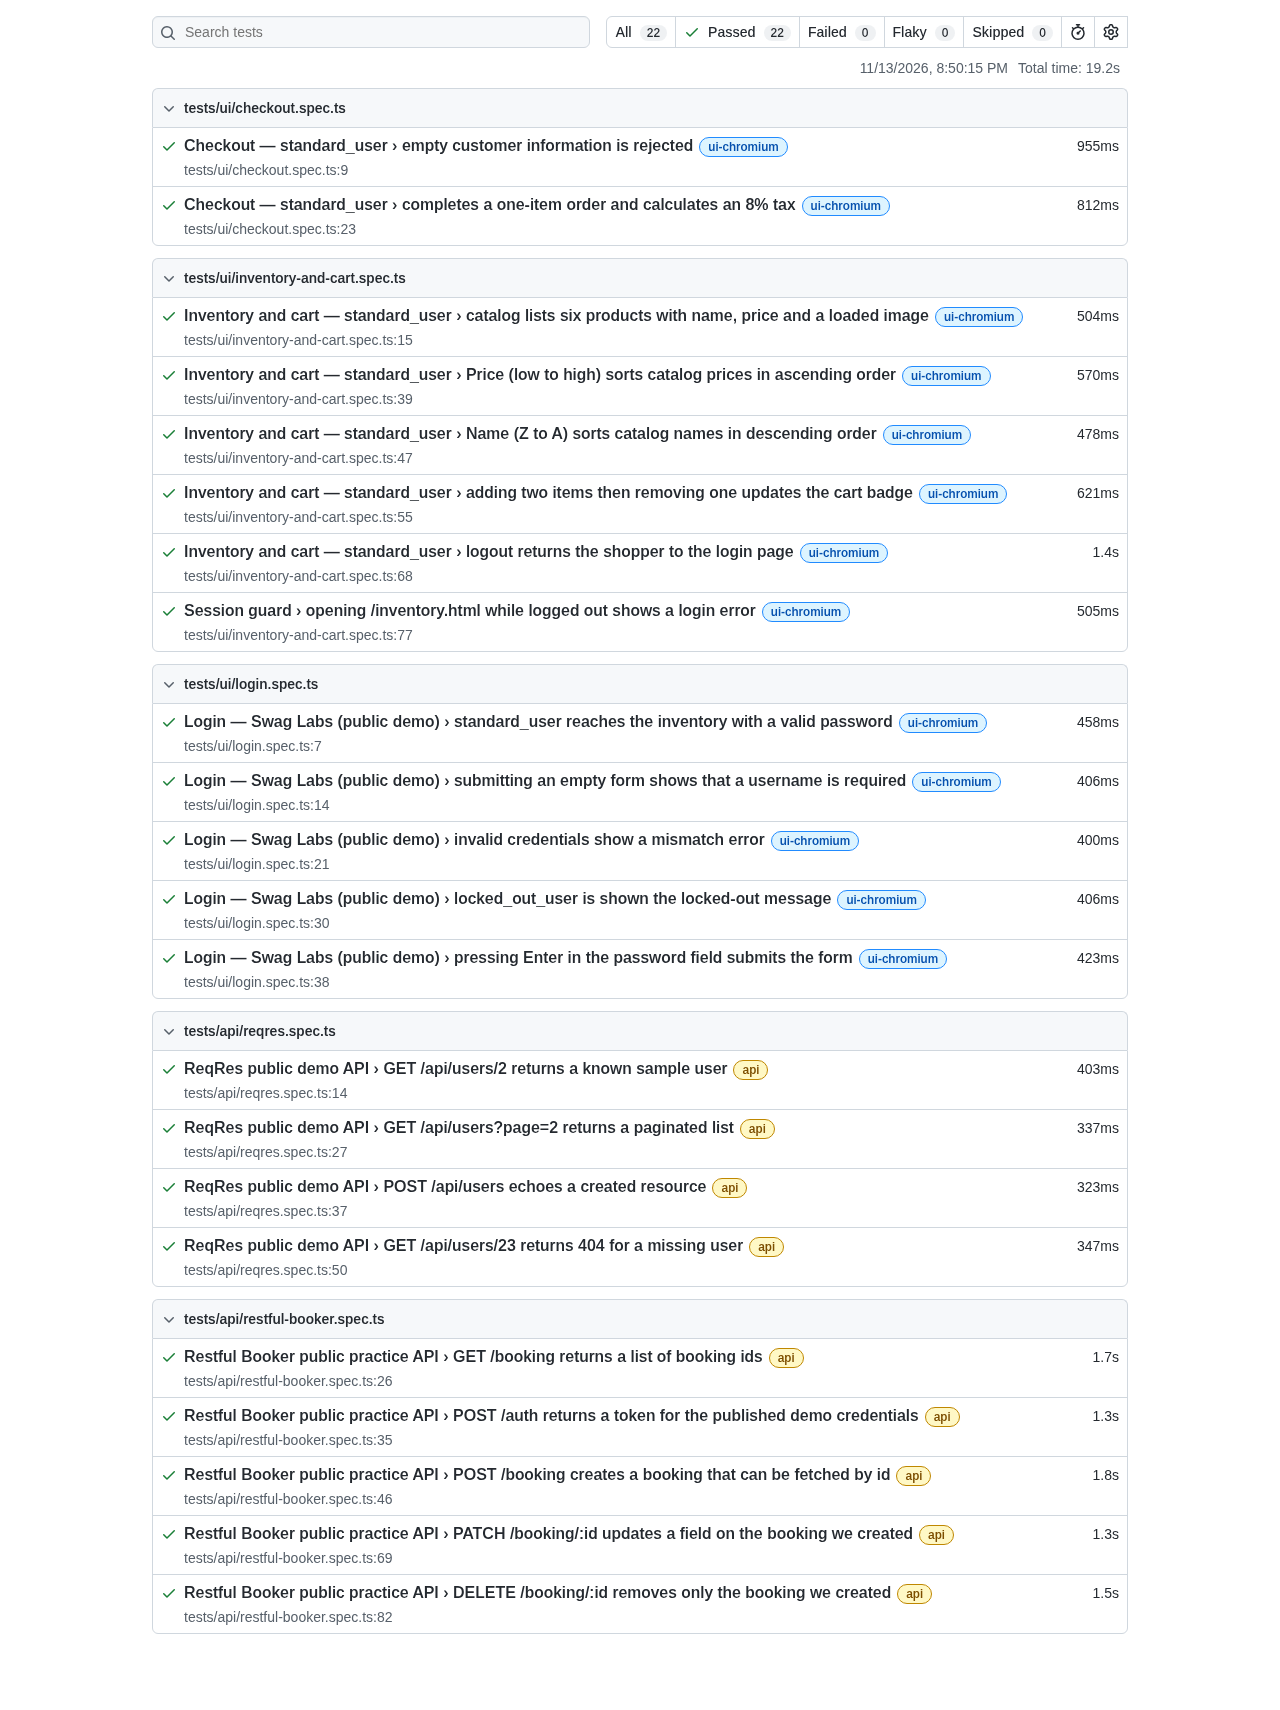 Search tests
All 22 Passed 22 Failed 0 Flaky 0 Skipped 0
11/13/2026, 8:50:15 PM Total time: 19.2s
tests/ui/checkout.spec.ts
Checkout — standard_user › empty customer information is rejected ui-chromium 955ms
tests/ui/checkout.spec.ts:9
Checkout — standard_user › completes a one-item order and calculates an 8% tax ui-chromium 812ms
tests/ui/checkout.spec.ts:23
tests/ui/inventory-and-cart.spec.ts
Inventory and cart — standard_user › catalog lists six products with name, price and a loaded image ui-chromium 504ms
tests/ui/inventory-and-cart.spec.ts:15
Inventory and cart — standard_user › Price (low to high) sorts catalog prices in ascending order ui-chromium 570ms
tests/ui/inventory-and-cart.spec.ts:39
Inventory and cart — standard_user › Name (Z to A) sorts catalog names in descending order ui-chromium 478ms
tests/ui/inventory-and-cart.spec.ts:47
Inventory and cart — standard_user › adding two items then removing one updates the cart badge ui-chromium 621ms
tests/ui/inventory-and-cart.spec.ts:55
Inventory and cart — standard_user › logout returns the shopper to the login page ui-chromium 1.4s
tests/ui/inventory-and-cart.spec.ts:68
Session guard › opening /inventory.html while logged out shows a login error ui-chromium 505ms
tests/ui/inventory-and-cart.spec.ts:77
tests/ui/login.spec.ts
Login — Swag Labs (public demo) › standard_user reaches the inventory with a valid password ui-chromium 458ms
tests/ui/login.spec.ts:7
Login — Swag Labs (public demo) › submitting an empty form shows that a username is required ui-chromium 406ms
tests/ui/login.spec.ts:14
Login — Swag Labs (public demo) › invalid credentials show a mismatch error ui-chromium 400ms
tests/ui/login.spec.ts:21
Login — Swag Labs (public demo) › locked_out_user is shown the locked-out message ui-chromium 406ms
tests/ui/login.spec.ts:30
Login — Swag Labs (public demo) › pressing Enter in the password field submits the form ui-chromium 423ms
tests/ui/login.spec.ts:38
tests/api/reqres.spec.ts
ReqRes public demo API › GET /api/users/2 returns a known sample user api 403ms
tests/api/reqres.spec.ts:14
ReqRes public demo API › GET /api/users?page=2 returns a paginated list api 337ms
tests/api/reqres.spec.ts:27
ReqRes public demo API › POST /api/users echoes a created resource api 323ms
tests/api/reqres.spec.ts:37
ReqRes public demo API › GET /api/users/23 returns 404 for a missing user api 347ms
tests/api/reqres.spec.ts:50
tests/api/restful-booker.spec.ts
Restful Booker public practice API › GET /booking returns a list of booking ids api 1.7s
tests/api/restful-booker.spec.ts:26
Restful Booker public practice API › POST /auth returns a token for the published demo credentials api 1.3s
tests/api/restful-booker.spec.ts:35
Restful Booker public practice API › POST /booking creates a booking that can be fetched by id api 1.8s
tests/api/restful-booker.spec.ts:46
Restful Booker public practice API › PATCH /booking/:id updates a field on the booking we created api 1.3s
tests/api/restful-booker.spec.ts:69
Restful Booker public practice API › DELETE /booking/:id removes only the booking we created api 1.5s
tests/api/restful-booker.spec.ts:82